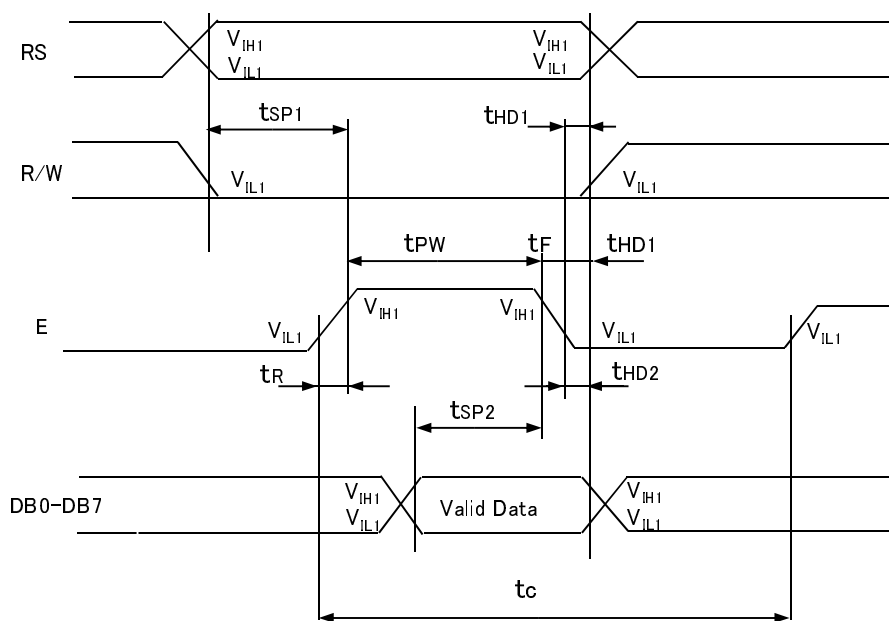 RS
VIH1
VIL1
VIH1
VIL1
tSP1
tHD1
R/W
VIL1
VIL1
tPW
tF
tHD1
E
VIL1
VIH1
VIH1
VIL1
VIL1
tR
tHD2
tSP2
DB0-DB7
VIH1
VIL1
Valid Data
VIH1
VIL1
tc